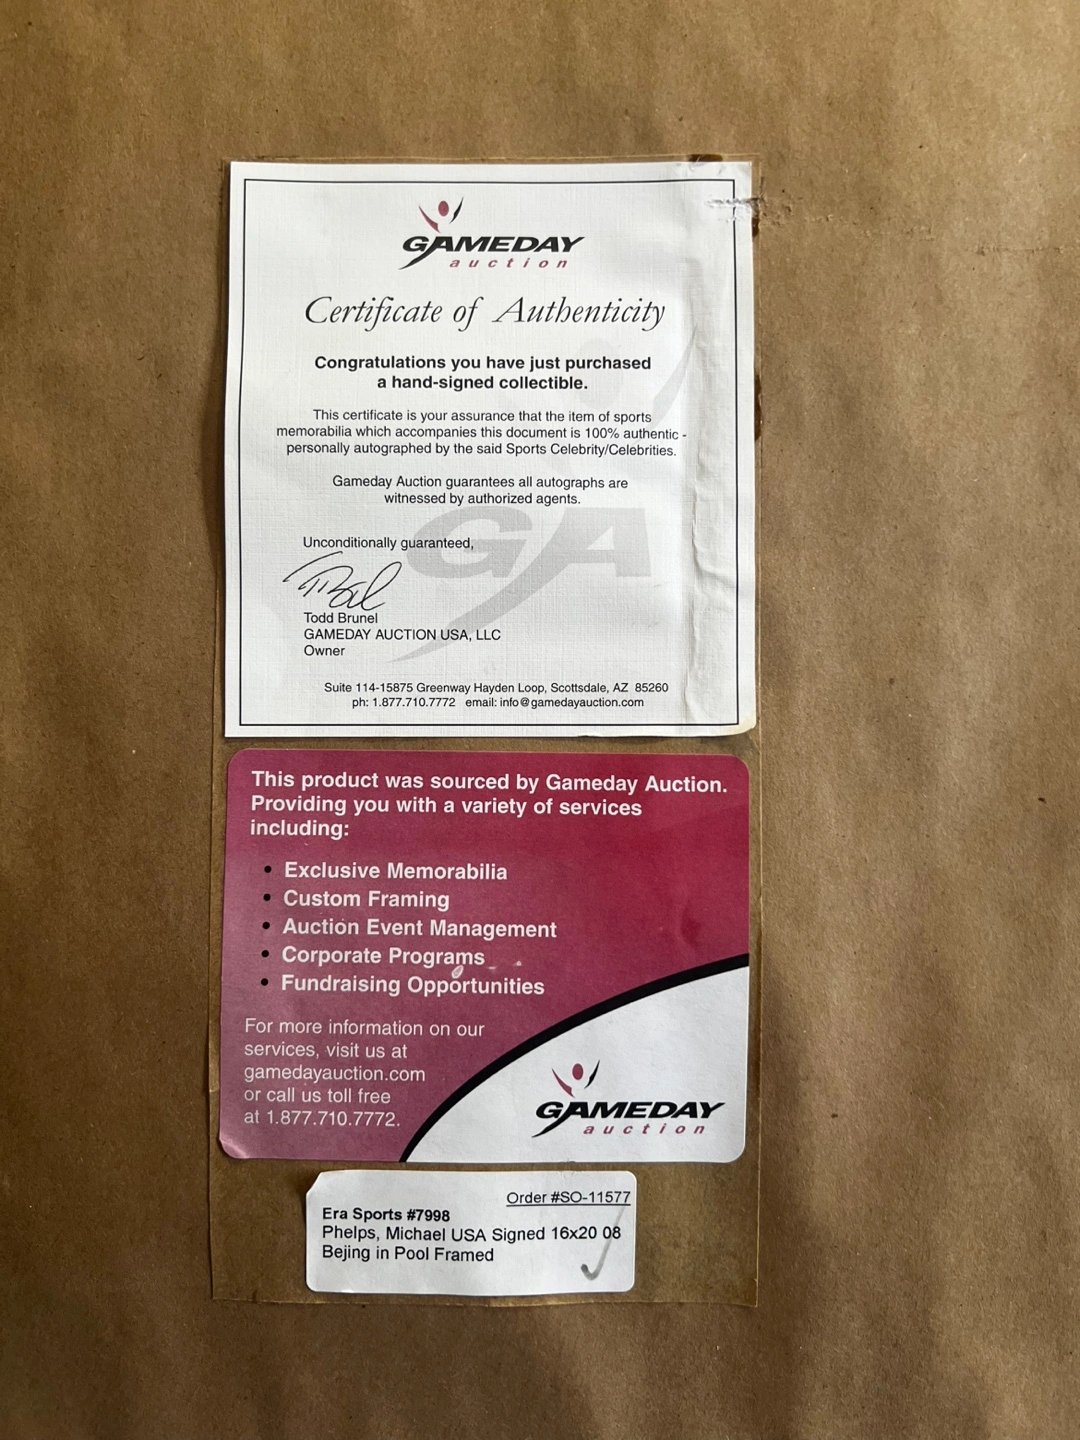 GAMEDAY
auction
Certificate of Authenticity
Congratulations you have just purchased
a hand-signed collectible.
This certificate is your assurance that the item of sports
memorabilia which accompanies this document is 100% authentic -
personally autographed by the said Sports Celebrity/Celebrities.
Gameday Auction guarantees all autographs are
witnessed by authorized agents.
GA
Unconditionally guaranteed,
Todd Brunel
GAMEDAY AUCTION USA, LLC
Owner
Suite 114-15875 Greenway Hayden Loop, Scottsdale, AZ 85260
ph: 1.877.710.7772 email: info@gamedayauction.com
This product was sourced by Gameday Auction.
Providing you with a variety of services
including:
• Exclusive Memorabilia
• Custom Framing
• Auction Event Management
• Corporate Programs
• Fundraising Opportunities
For more information on our
services, visit us at
gamedayauction.com
or call us toll free
at 1.877.710.7772.
GAMEDAY
auction
Order #SO-11577
Era Sports #7998
Phelps, Michael USA Signed 16x20 08
Bejing in Pool Framed